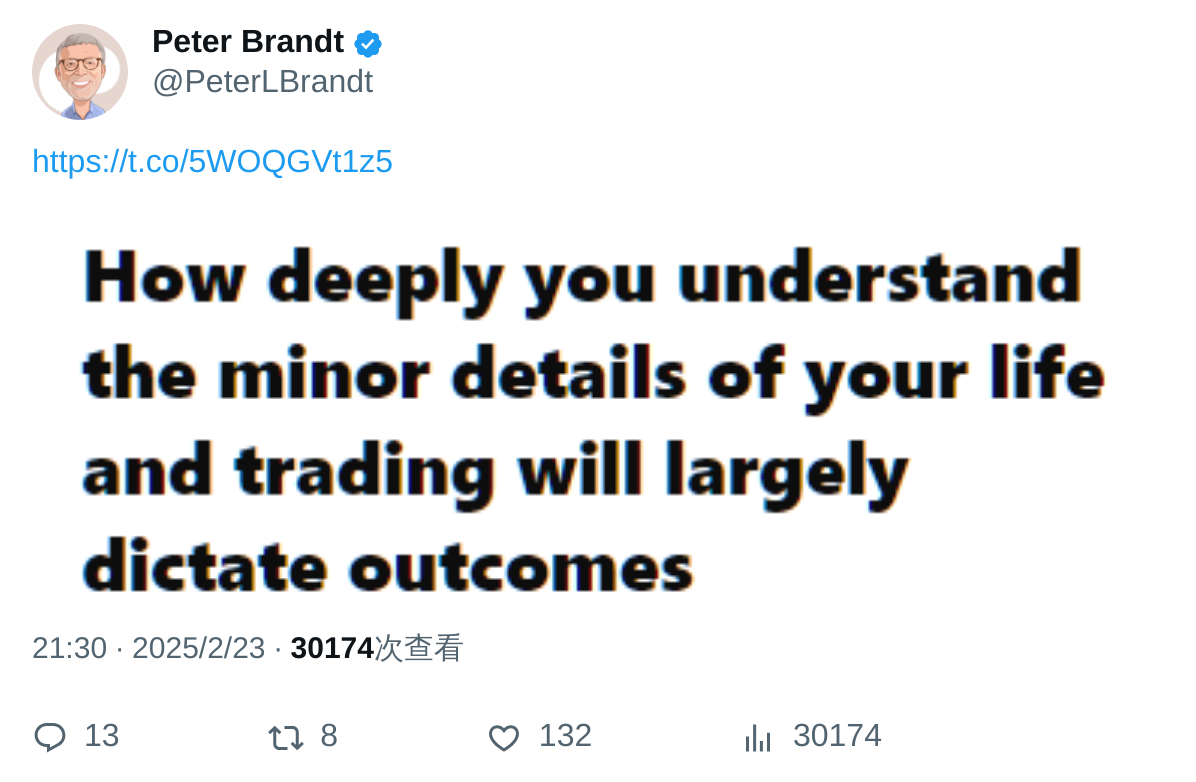 Peter Brandt
@PeterLBrandt
https://t.co/5WOQGVt1z5
How deeply you understand
the minor details of your life
and trading will largely
dictate outcomes
21:30 · 2025/2/23 · 30174次查看
13 8 132 30174